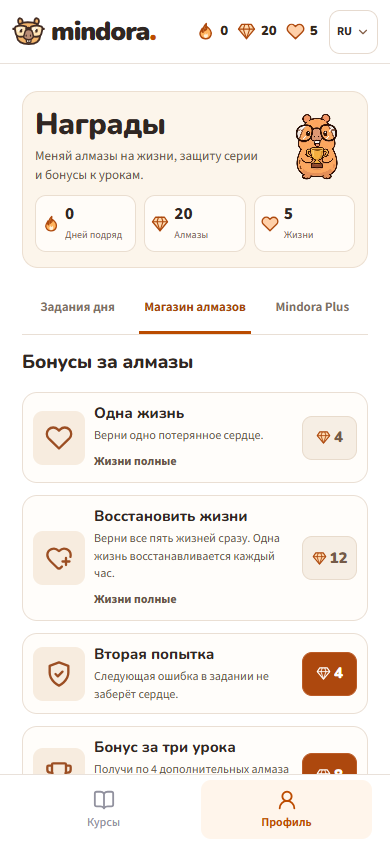 mindora.
0
20
5
RU
Награды
Меняй алмазы на жизни, защиту серии
и бонусы к урокам.
0
Дней подряд
20
Алмазы
5
Жизни
Задания дня
Магазин алмазов
Mindora Plus
Бонусы за алмазы
Одна жизнь
Верни одно потерянное сердце.
Жизни полные
4
Восстановить жизни
Верни все пять жизней сразу. Одна
жизнь восстанавливается каждый
час.
Жизни полные
12
Вторая попытка
Следующая ошибка в задании не
заберёт сердце.
4
Бонус за три урока
Получи по 4 дополнительных алмаза
Курсы
Профиль